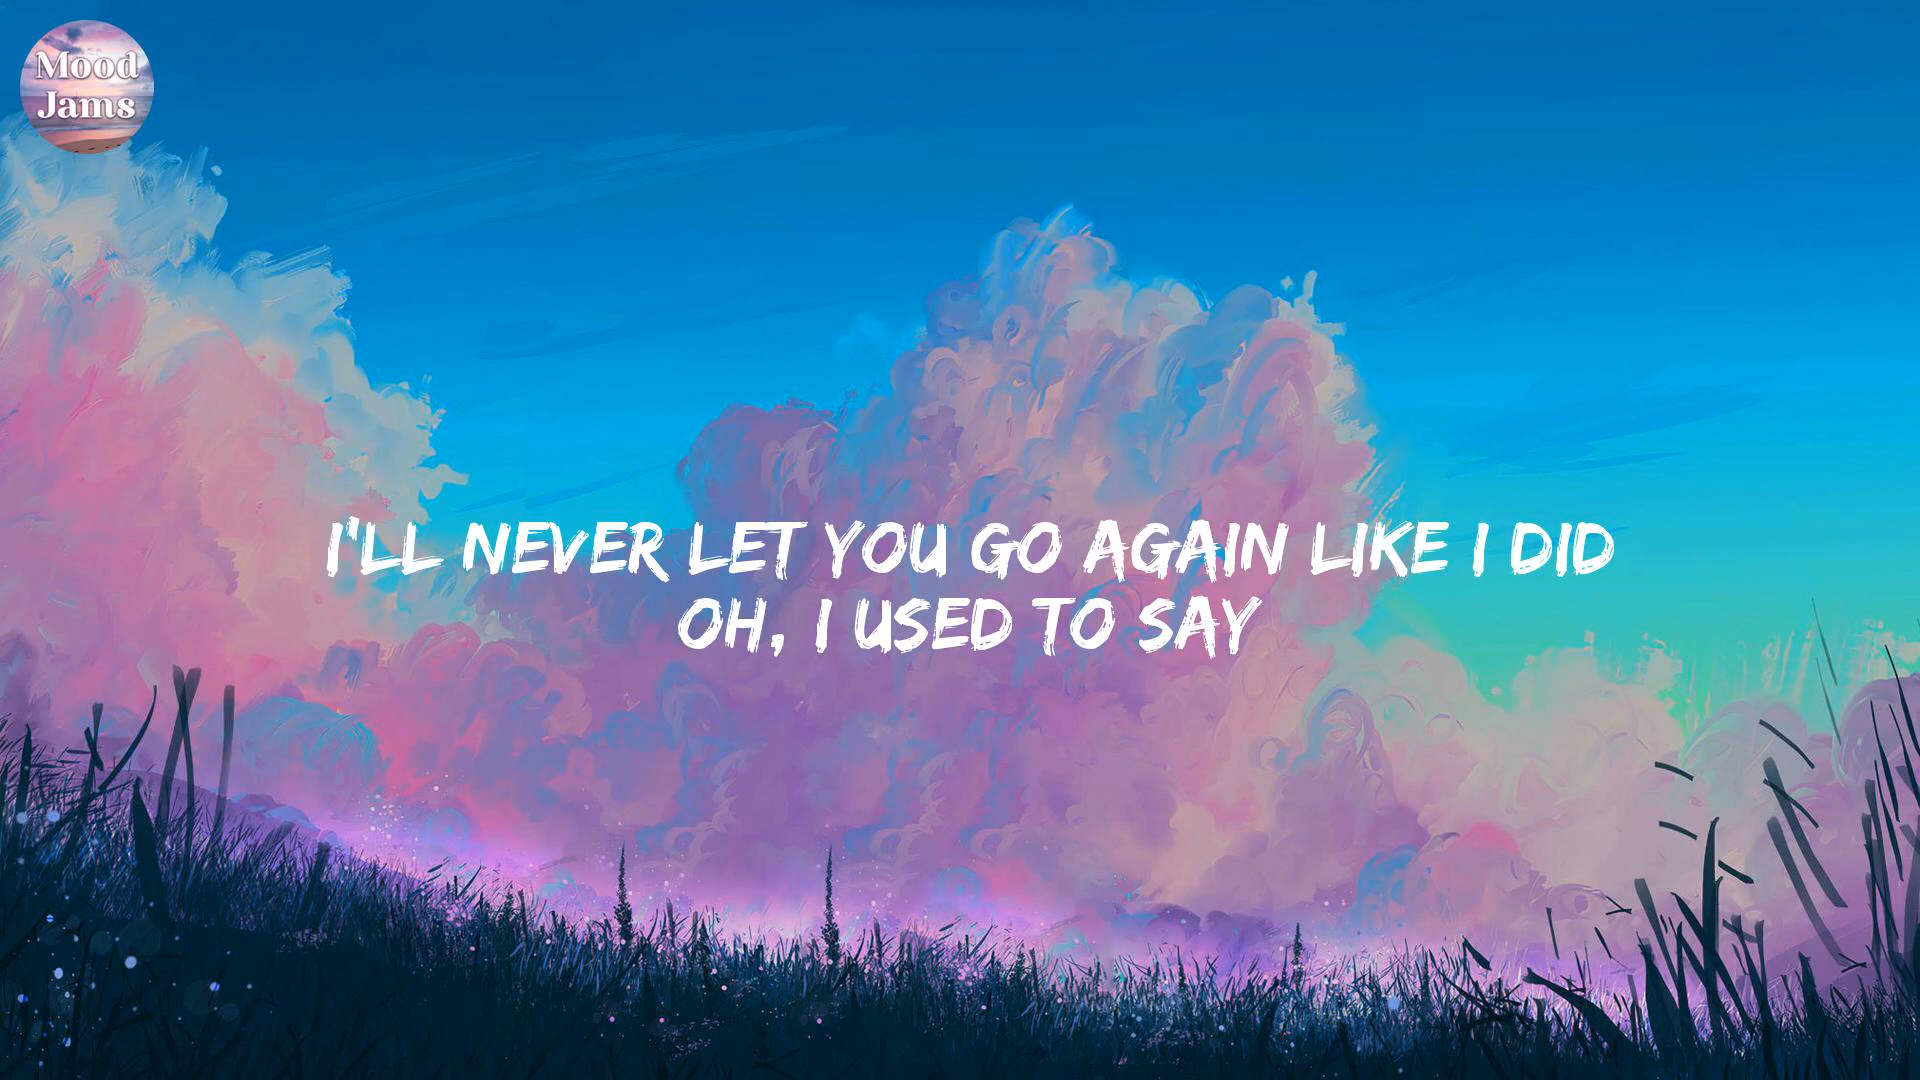 Mood
Jams
I'LL NEVER LET YOU GO AGAIN LIKE I DID
OH, I USED TO SAY